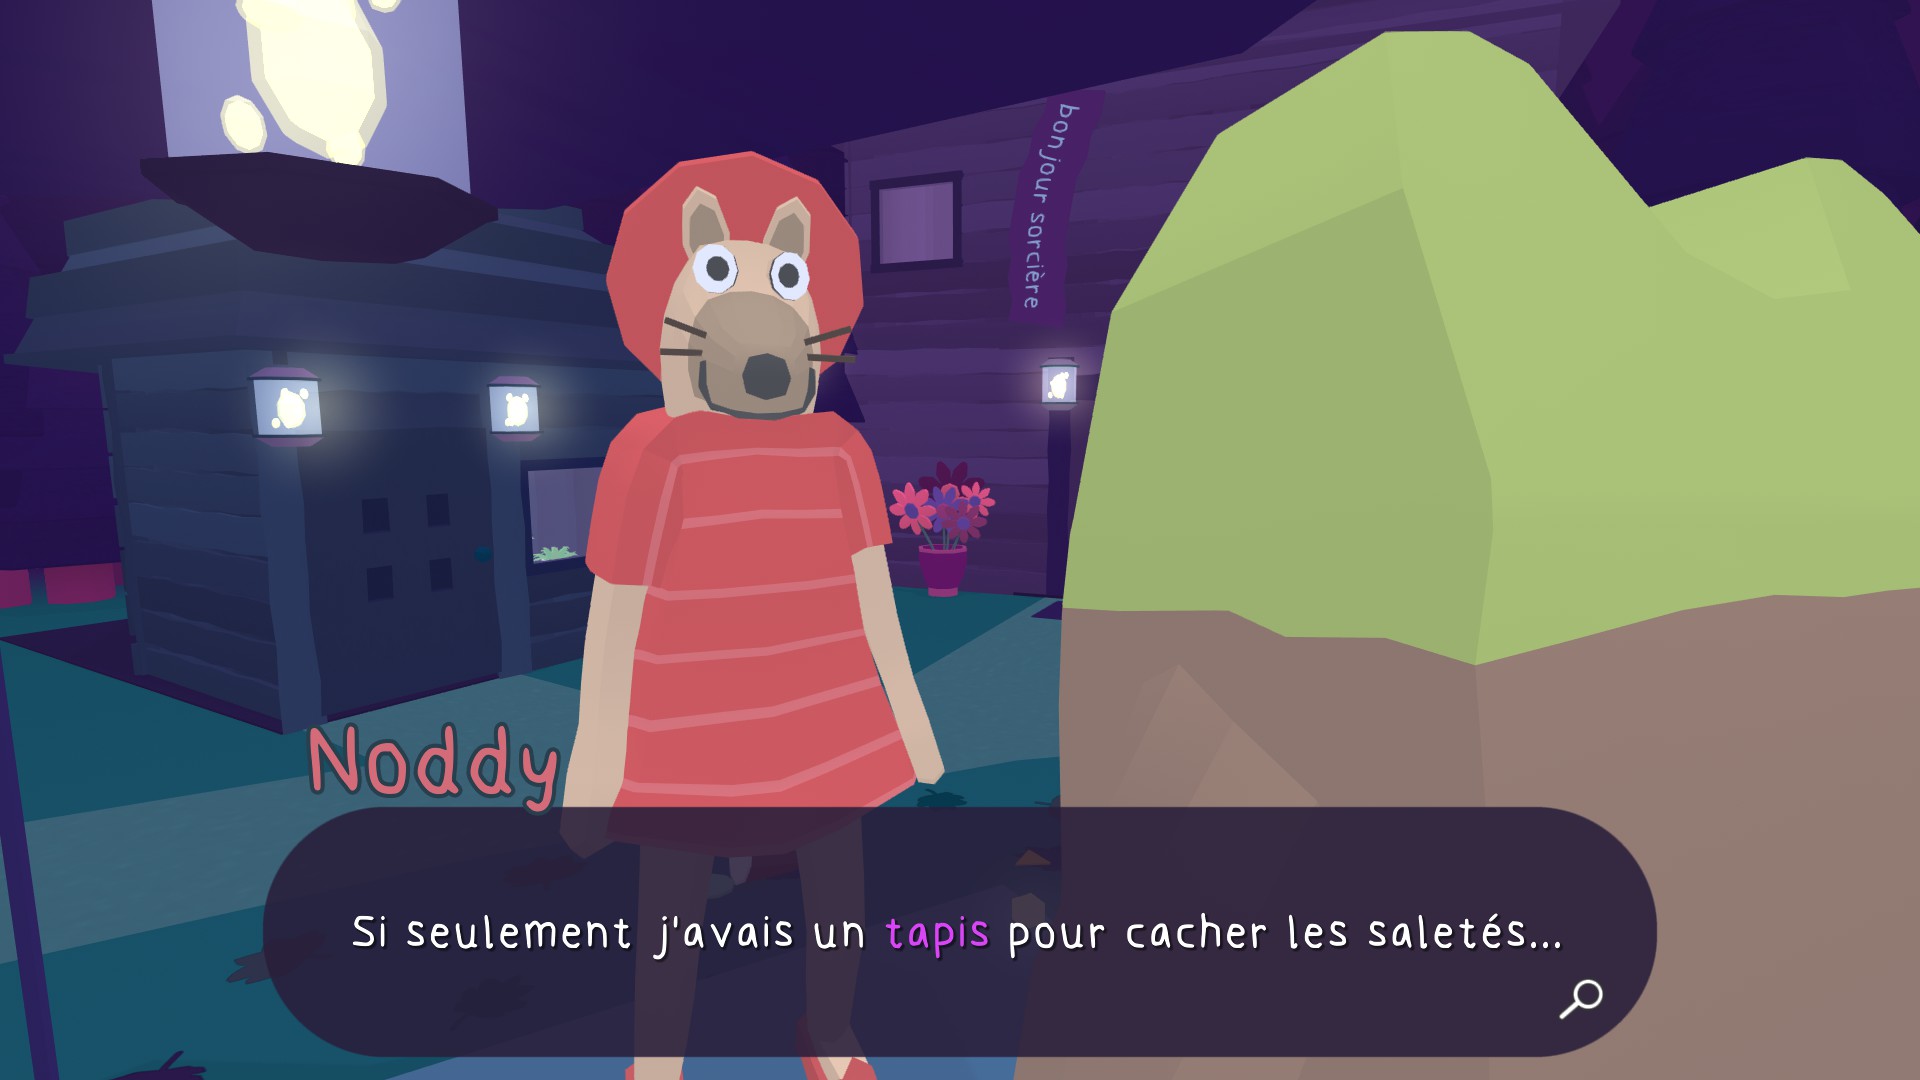 bonjour sorcière
Noddy
Si seulement j'avais un tapis pour cacher les saletés...